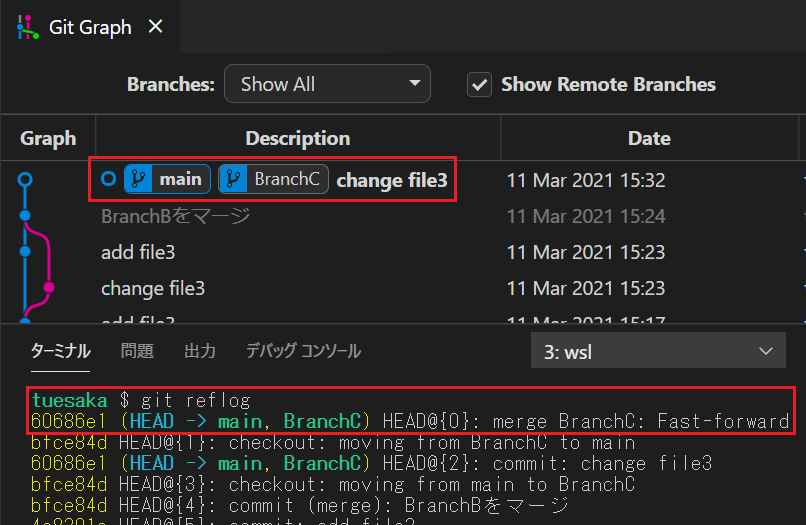 Git Graph ×
Branches: Show All Show Remote Branches
Graph Description Date
main BranchC change file3 11 Mar 2021 15:32
BranchBをマージ 11 Mar 2021 15:24
add file3 11 Mar 2021 15:23
change file3 11 Mar 2021 15:23
add file3 11 Mar 2021 15:17
ターミナル 問題 出力 デバッグ コンソール 3: wsl
tuesaka $ git reflog
60686e1 (HEAD -> main, BranchC) HEAD@{0}: merge BranchC: Fast-forward
bfce84d HEAD@{1}: checkout: moving from BranchC to main
60686e1 (HEAD -> main, BranchC) HEAD@{2}: commit: change file3
bfce84d HEAD@{3}: checkout: moving from main to BranchC
bfce84d HEAD@{4}: commit (merge): BranchBをマージ
HEAD@{5}: commit: add file3